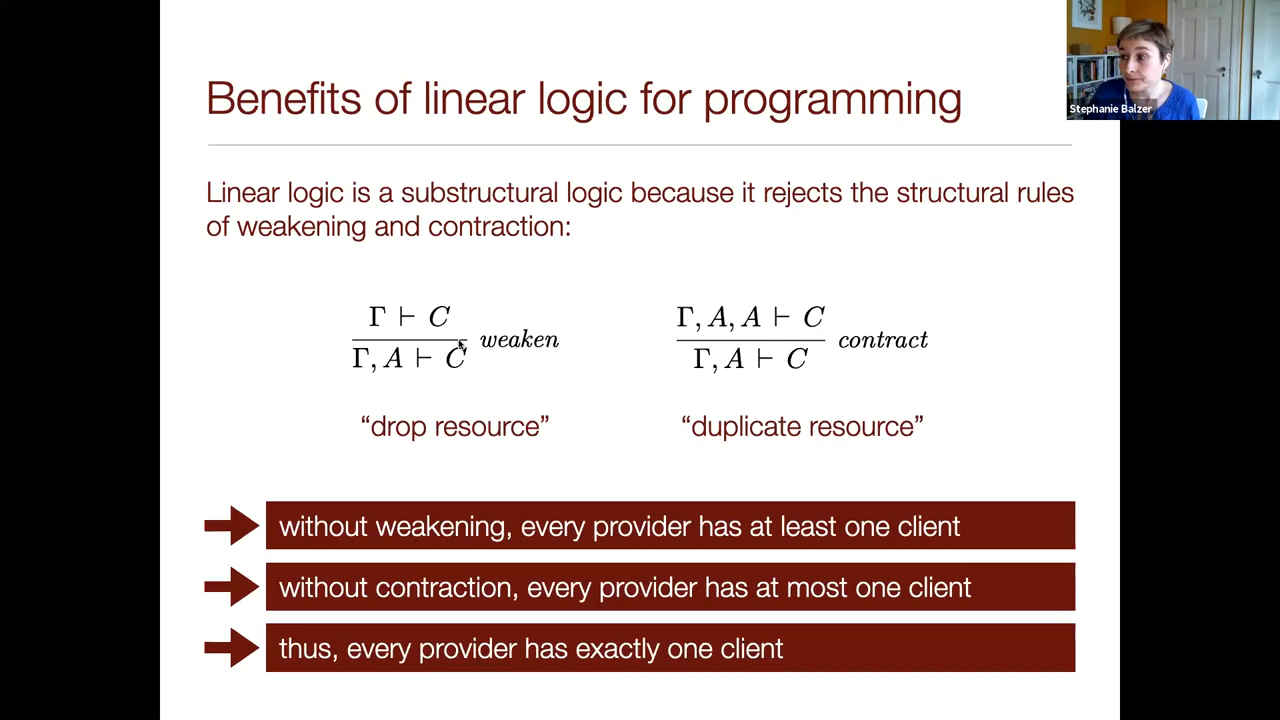 Benefits of linear logic for programming
Stephanie Balzer
Linear logic is a substructural logic because it rejects the structural rules
of weakening and contraction:
Γ ⊢ C
Γ, A ⊢ C
weaken
Γ, A, A ⊢ C
Γ, A ⊢ C
contract
“drop resource”
“duplicate resource”
without weakening, every provider has at least one client
without contraction, every provider has at most one client
thus, every provider has exactly one client